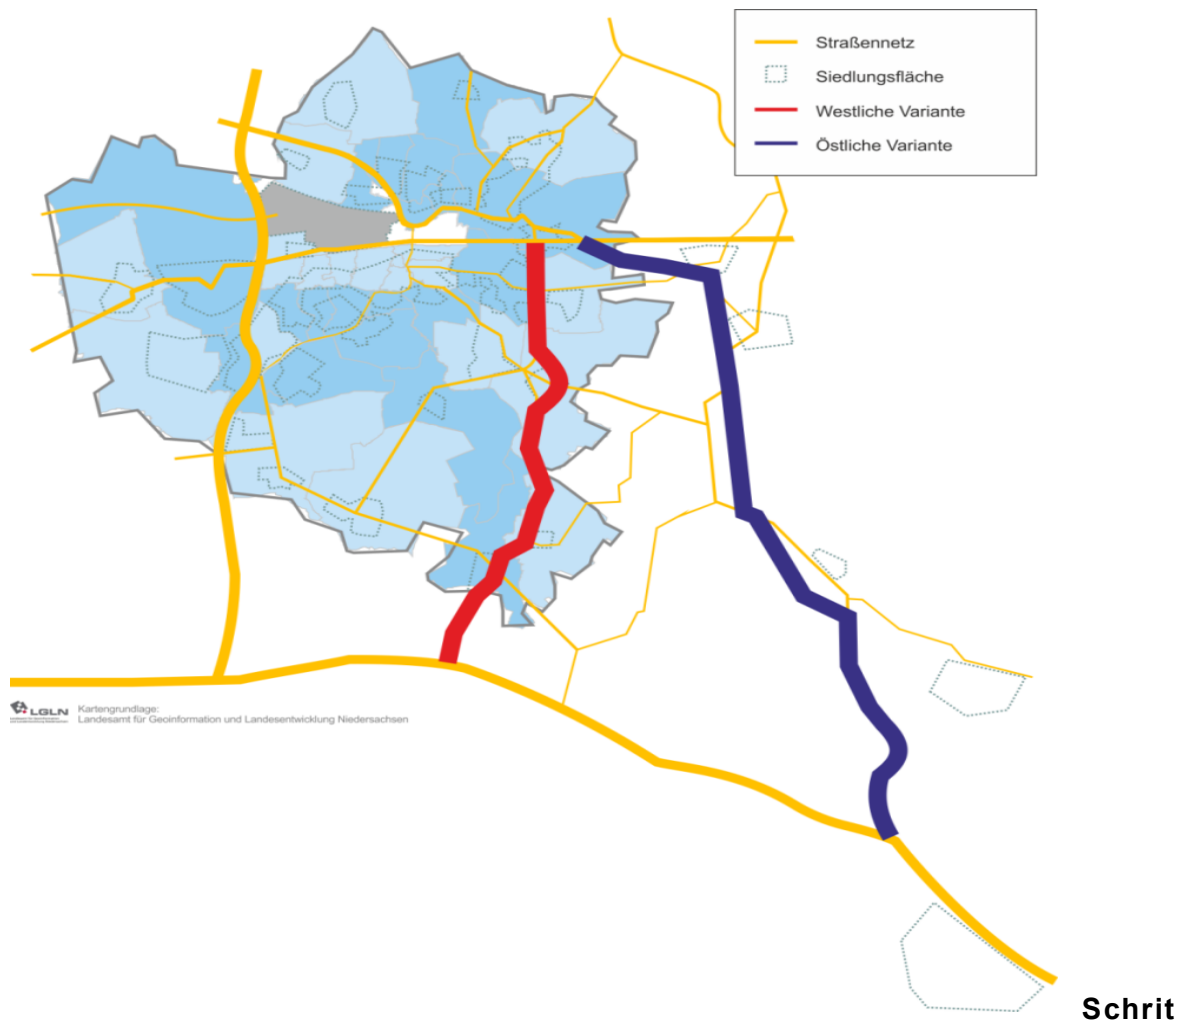 Straßennetz
Siedlungsfläche
Westliche Variante
Östliche Variante
LGLN
Kartengrundlage:
Landesamt für Geoinformation und Landesentwicklung Niedersachsen
Schrit